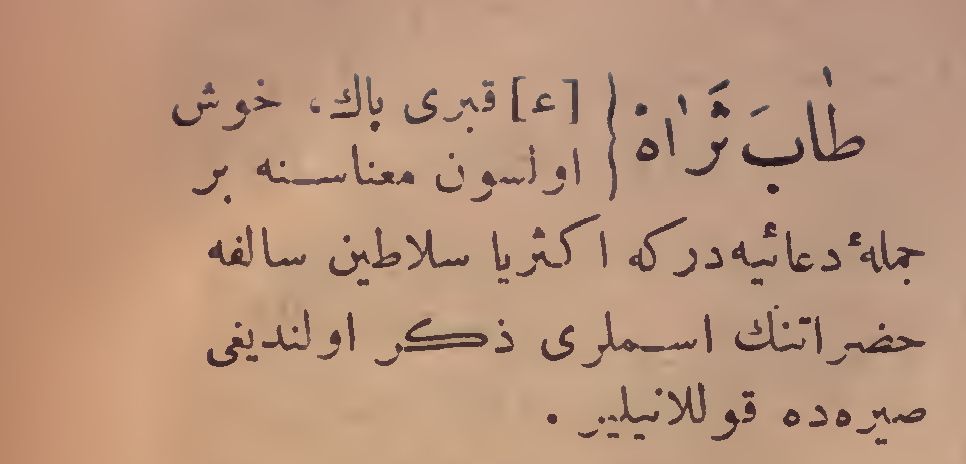 طَابَ ثَرَاهُ } [ع] قبری پاك، خوش
اولسون معناسنه بر
جملهٔ دعائیه‌در که اکثریا سلاطین سالفه
حضراتنك اسملری ذکر اولندیغی
صیره‌ده قوللانیلیر .